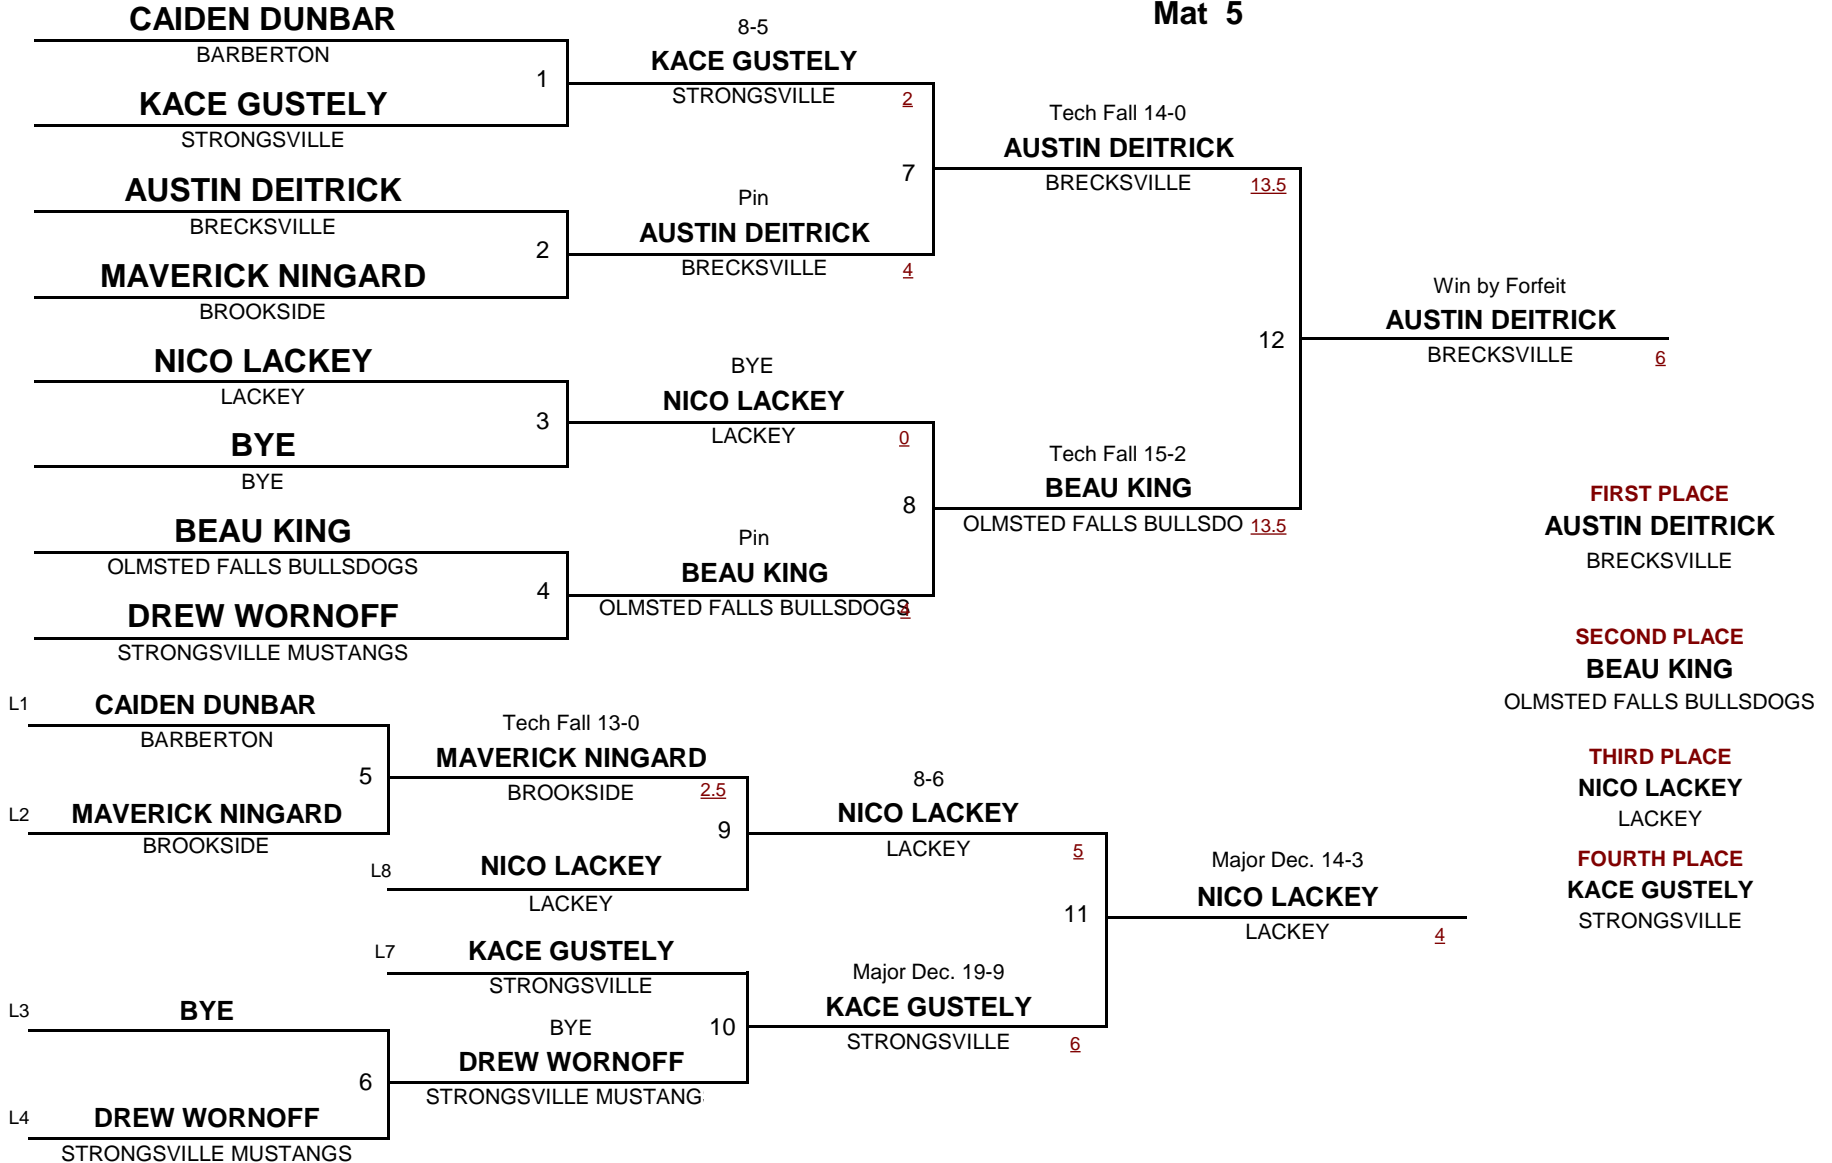 Mat 5
CAIDEN DUNBAR
BARBERTON
1
KACE GUSTELY
STRONGSVILLE
AUSTIN DEITRICK
BRECKSVILLE
2
MAVERICK NINGARD
BROOKSIDE
NICO LACKEY
LACKEY
3
BYE
BYE
BEAU KING
OLMSTED FALLS BULLSDOGS
4
DREW WORNOFF
STRONGSVILLE MUSTANGS
8-5
KACE GUSTELY
STRONGSVILLE 2
7
Pin
AUSTIN DEITRICK
BRECKSVILLE 4
BYE
NICO LACKEY
LACKEY 0
8
Pin
BEAU KING
OLMSTED FALLS BULLSDOGS 4
Tech Fall 14-0
AUSTIN DEITRICK
BRECKSVILLE 13.5
12
Tech Fall 15-2
BEAU KING
OLMSTED FALLS BULLSDO 13.5
Win by Forfeit
AUSTIN DEITRICK
BRECKSVILLE 6
FIRST PLACE
AUSTIN DEITRICK
BRECKSVILLE
SECOND PLACE
BEAU KING
OLMSTED FALLS BULLSDOGS
THIRD PLACE
NICO LACKEY
LACKEY
FOURTH PLACE
KACE GUSTELY
STRONGSVILLE
L1 CAIDEN DUNBAR
BARBERTON
5
L2 MAVERICK NINGARD
BROOKSIDE
L3 BYE
6
L4 DREW WORNOFF
STRONGSVILLE MUSTANGS
Tech Fall 13-0
MAVERICK NINGARD
BROOKSIDE 2.5
9
L8 NICO LACKEY
LACKEY
L7 KACE GUSTELY
STRONGSVILLE
BYE 10
DREW WORNOFF
STRONGSVILLE MUSTANG
8-6
NICO LACKEY
LACKEY 5
11
Major Dec. 19-9
KACE GUSTELY
STRONGSVILLE 6
Major Dec. 14-3
NICO LACKEY
LACKEY 4